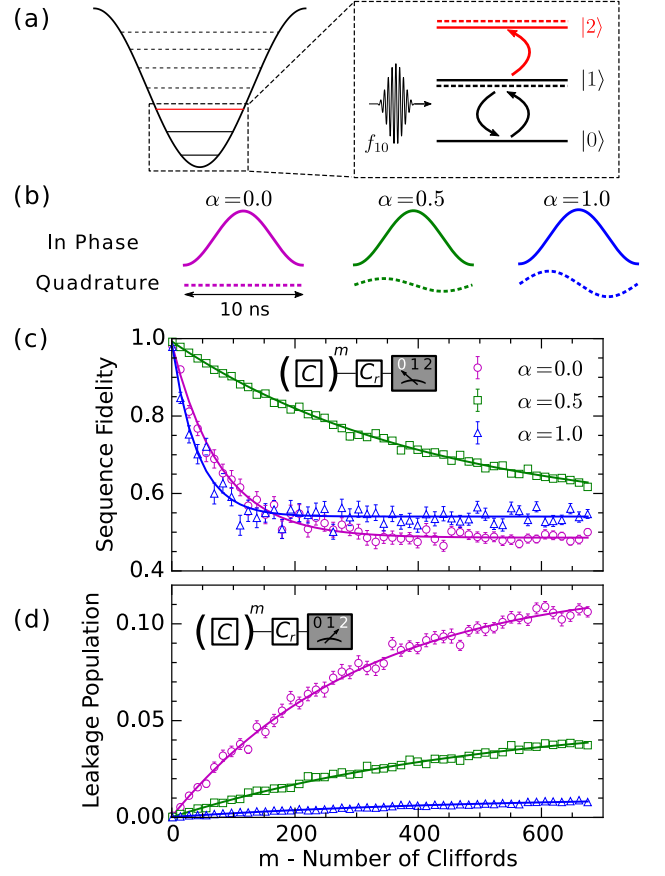 (a)
|2⟩
|1⟩
f10
|0⟩
(b)
α=0.0 α=0.5 α=1.0
In Phase
Quadrature
10 ns
(c)
1.0
0.8
0.6
0.4
Sequence Fidelity
( C )m Cr 0 1 2
α=0.0
α=0.5
α=1.0
(d)
0.10
0.05
0.00
Leakage Population
( C )m Cr 0 1 2
0 200 400 600
m - Number of Cliffords